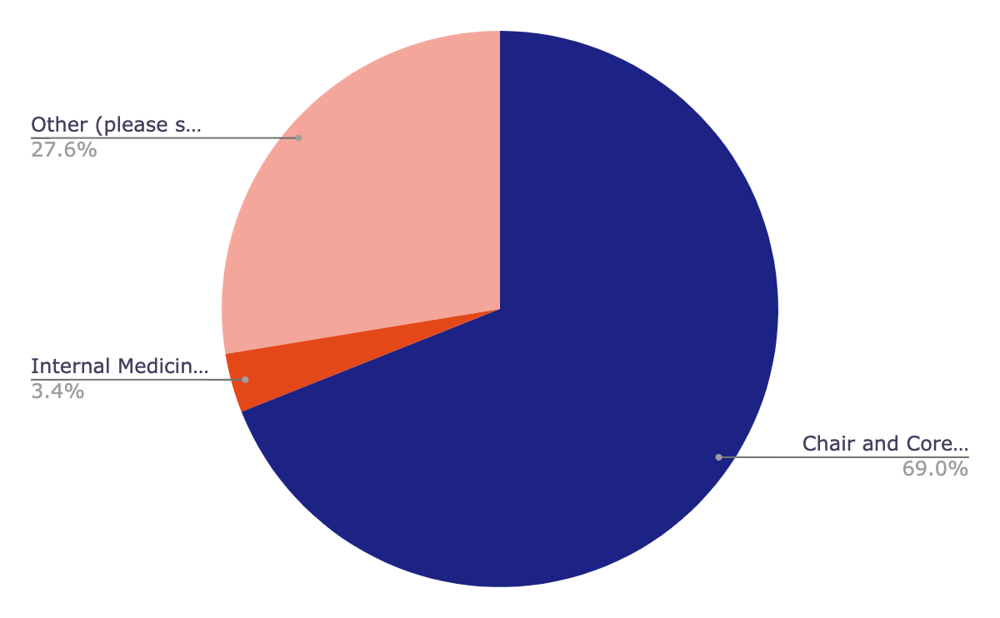 Other (please s...
27.6%
Internal Medicin...
3.4%
Chair and Core...
69.0%